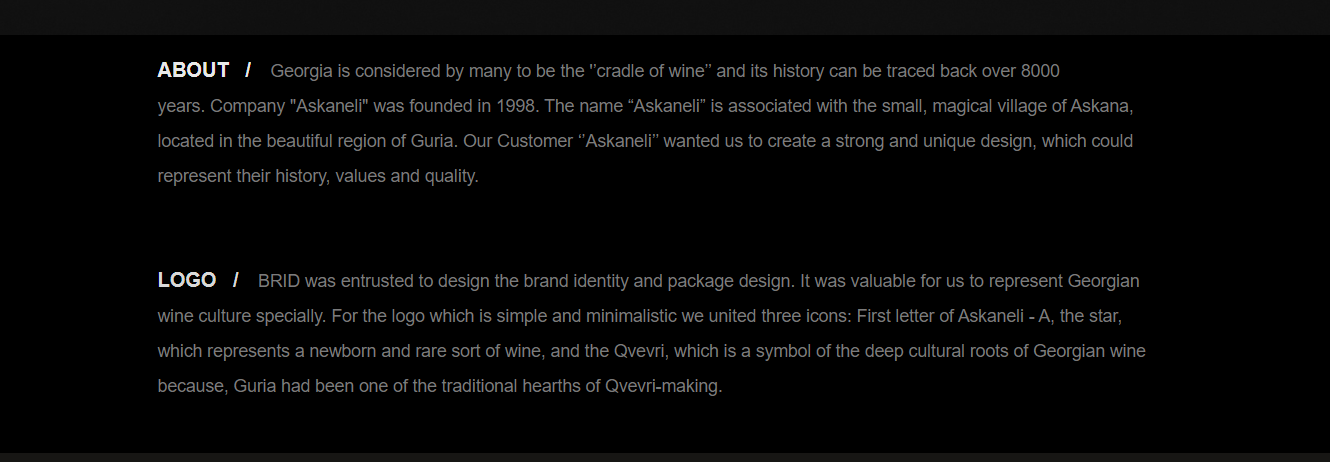 ABOUT / Georgia is considered by many to be the "cradle of wine” and its history can be traced back over 8000
years. Company "Askaneli" was founded in 1998. The name “Askaneli” is associated with the small, magical village of Askana,
located in the beautiful region of Guria. Our Customer ‘’Askaneli’’ wanted us to create a strong and unique design, which could
represent their history, values and quality.
LOGO / BRID was entrusted to design the brand identity and package design. It was valuable for us to represent Georgian
wine culture specially. For the logo which is simple and minimalistic we united three icons: First letter of Askaneli - A, the star,
which represents a newborn and rare sort of wine, and the Qvevri, which is a symbol of the deep cultural roots of Georgian wine
because, Guria had been one of the traditional hearths of Qvevri-making.